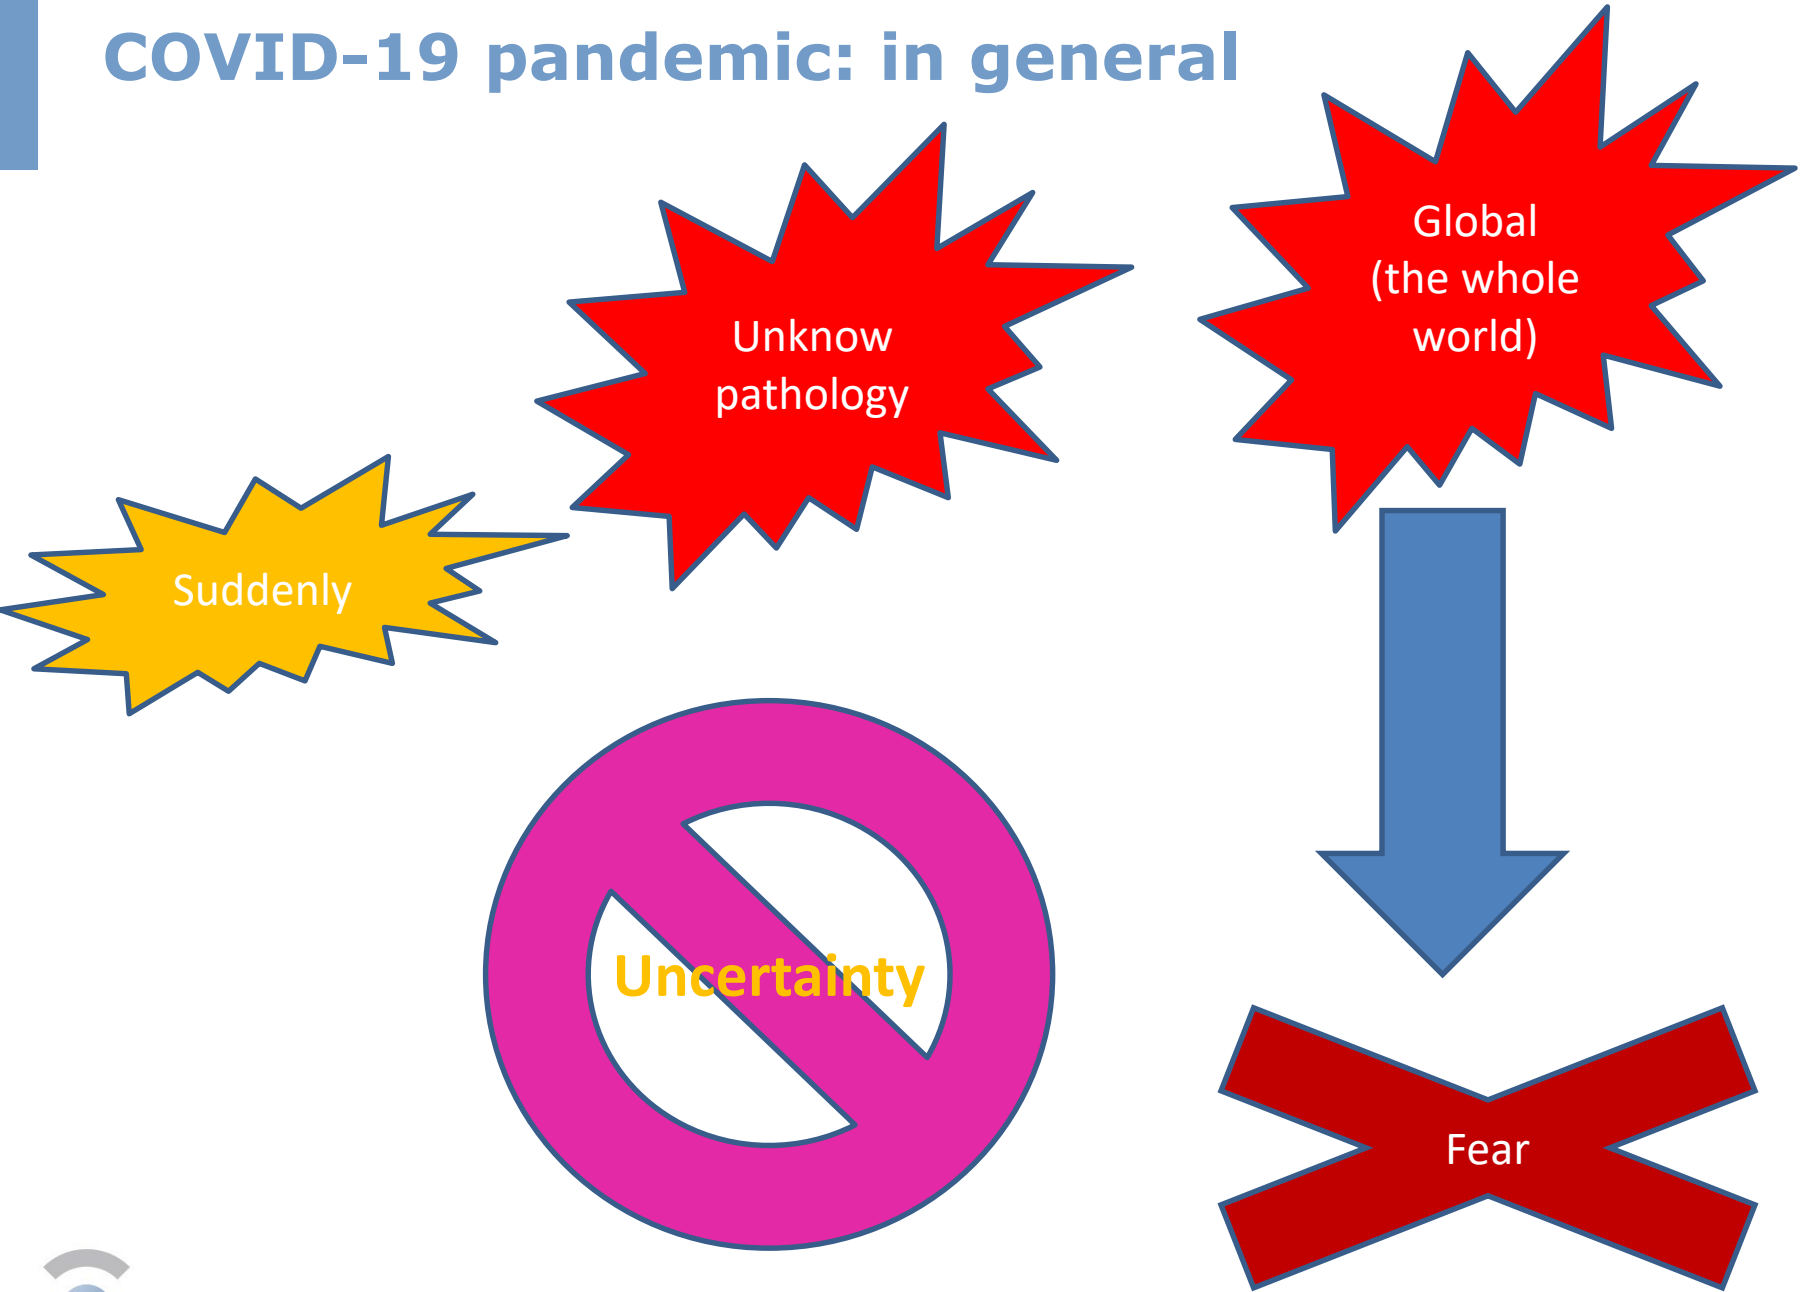 COVID-19 pandemic: in general
Global
(the whole
world)
Unknow
pathology
Suddenly
Uncertainty
Fear